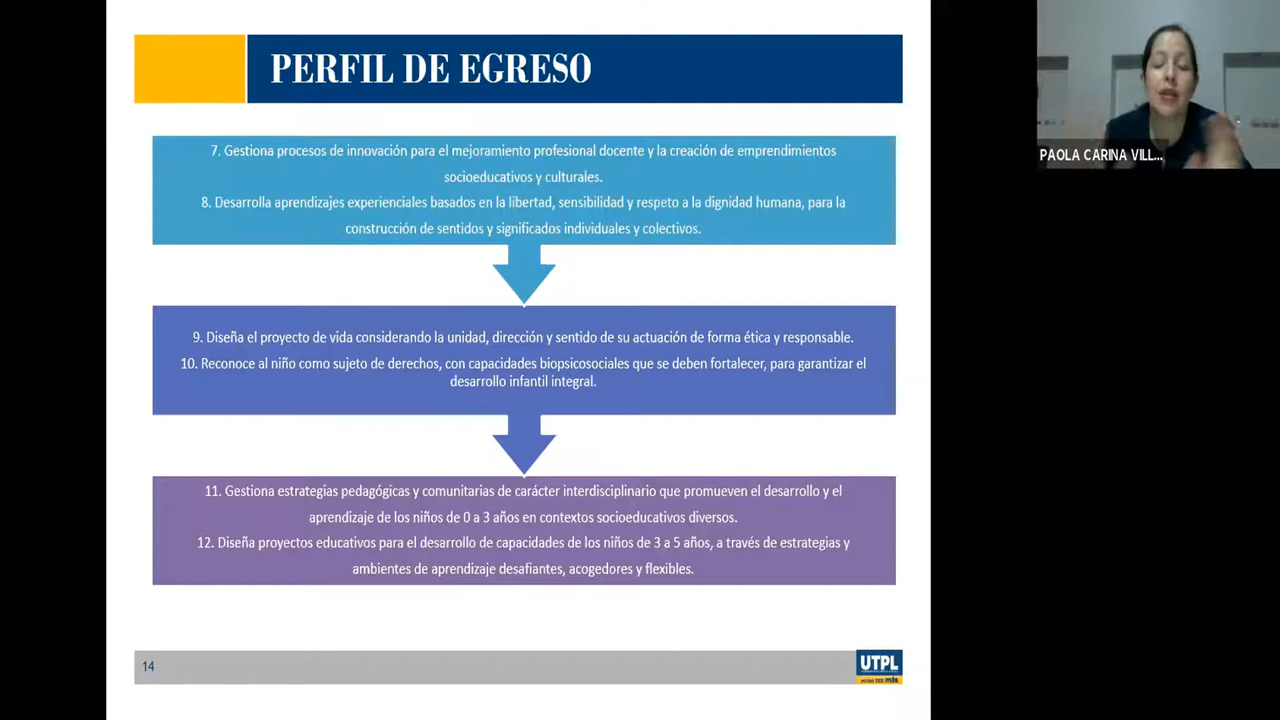 PERFIL DE EGRESO
7. Gestiona procesos de innovación para el mejoramiento profesional docente y la creación de emprendimientos
socioeducativos y culturales.
8. Desarrolla aprendizajes experienciales basados en la libertad, sensibilidad y respeto a la dignidad humana, para la
construcción de sentidos y significados individuales y colectivos.
9. Diseña el proyecto de vida considerando la unidad, dirección y sentido de su actuación de forma ética y responsable.
10. Reconoce al niño como sujeto de derechos, con capacidades biopsicosociales que se deben fortalecer, para garantizar el
desarrollo infantil integral.
11. Gestiona estrategias pedagógicas y comunitarias de carácter interdisciplinario que promueven el desarrollo y el
aprendizaje de los niños de 0 a 3 años en contextos socioeducativos diversos.
12. Diseña proyectos educativos para el desarrollo de capacidades de los niños de 3 a 5 años, a través de estrategias y
ambientes de aprendizaje desafiantes, acogedores y flexibles.
14
UTPL
más
PAOLA CARINA VILL...